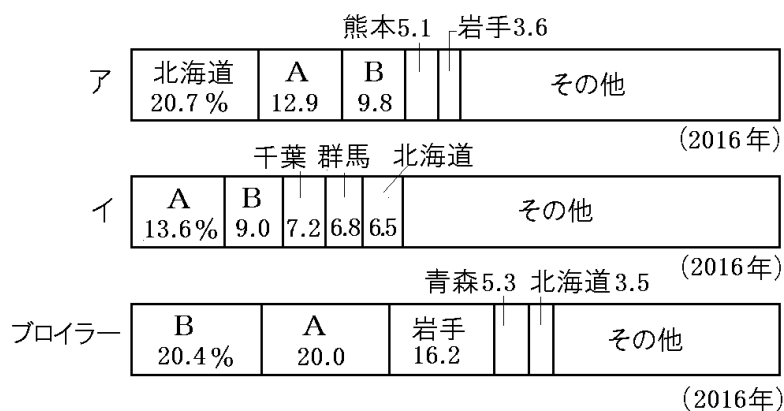 熊本5.1 岩手3.6
ア 北海道 A B その他
20.7% 12.9 9.8
(2016年)
千葉 群馬 北海道
イ A B その他
13.6% 9.0 7.2 6.8 6.5
(2016年)
青森5.3 北海道3.5
ブロイラー B A 岩手 その他
20.4% 20.0 16.2
(2016年)